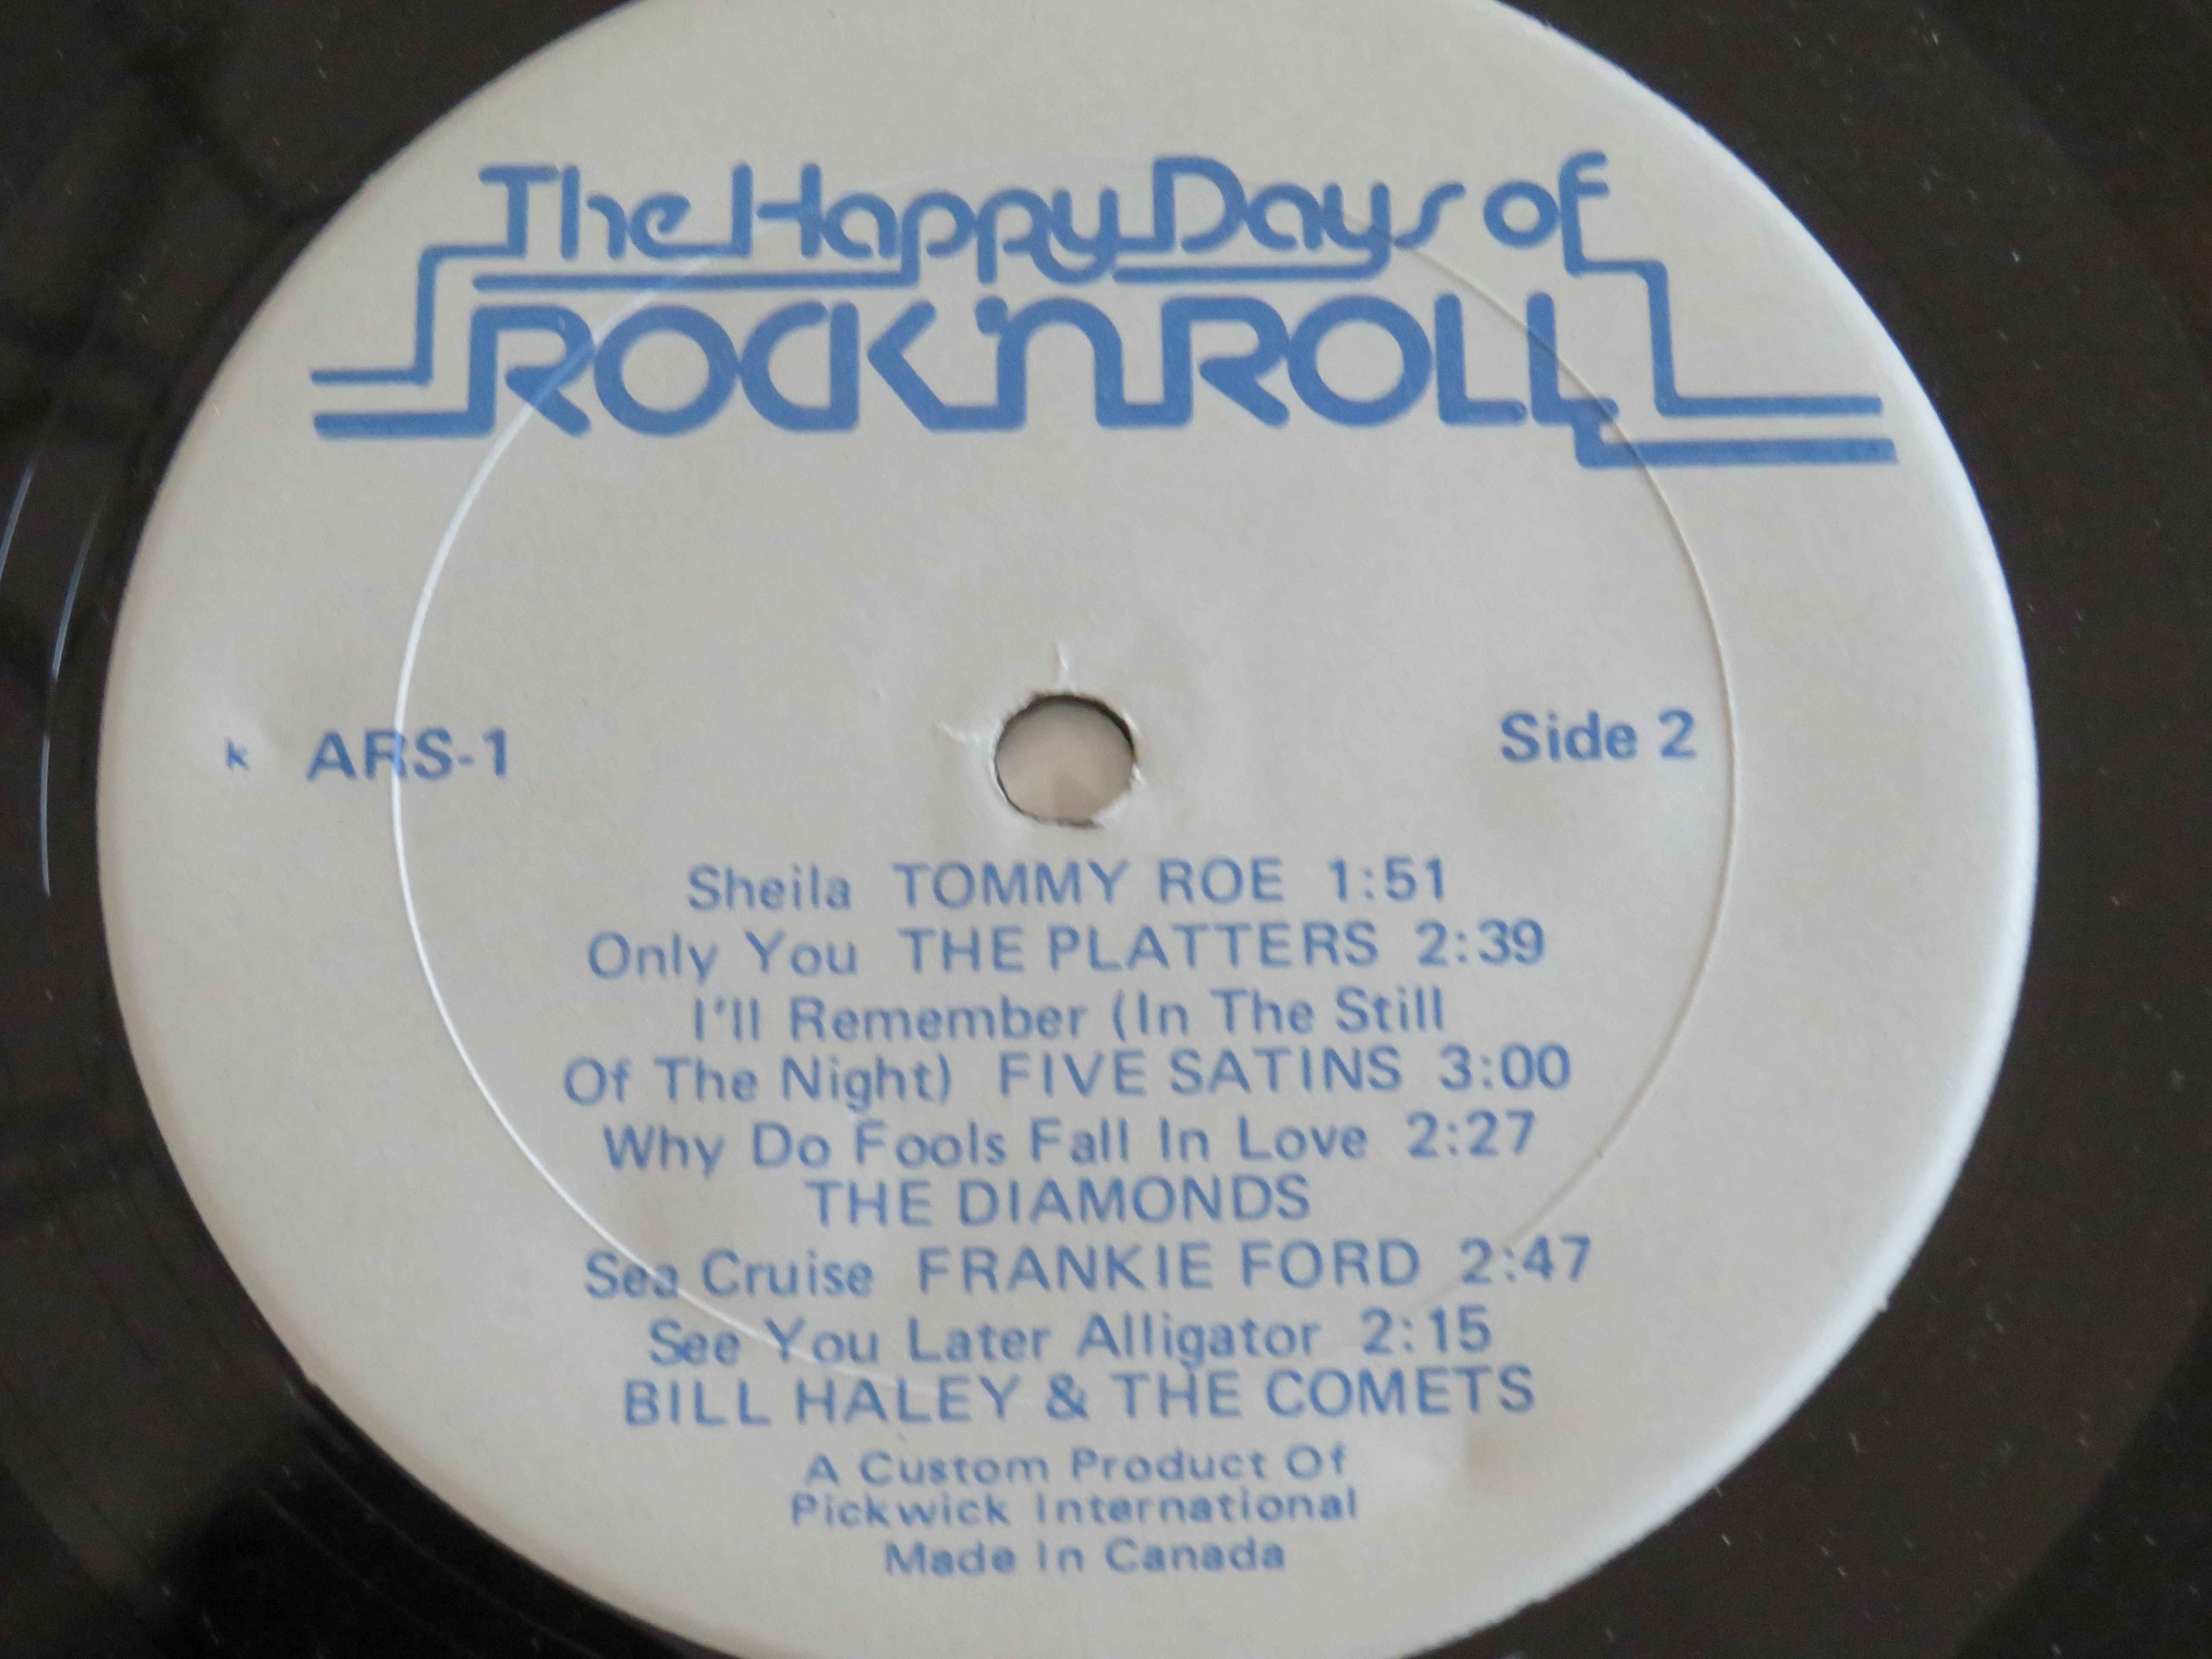 The Happy Days of
ROCK'N ROLL
k ARS-1
Side 2
Sheila TOMMY ROE 1:51
Only You THE PLATTERS 2:39
I'll Remember (In The Still
Of The Night) FIVE SATINS 3:00
Why Do Fools Fall In Love 2:27
THE DIAMONDS
Sea Cruise FRANKIE FORD 2:47
See You Later Alligator 2:15
BILL HALEY & THE COMETS
A Custom Product Of
Pickwick International
Made In Canada